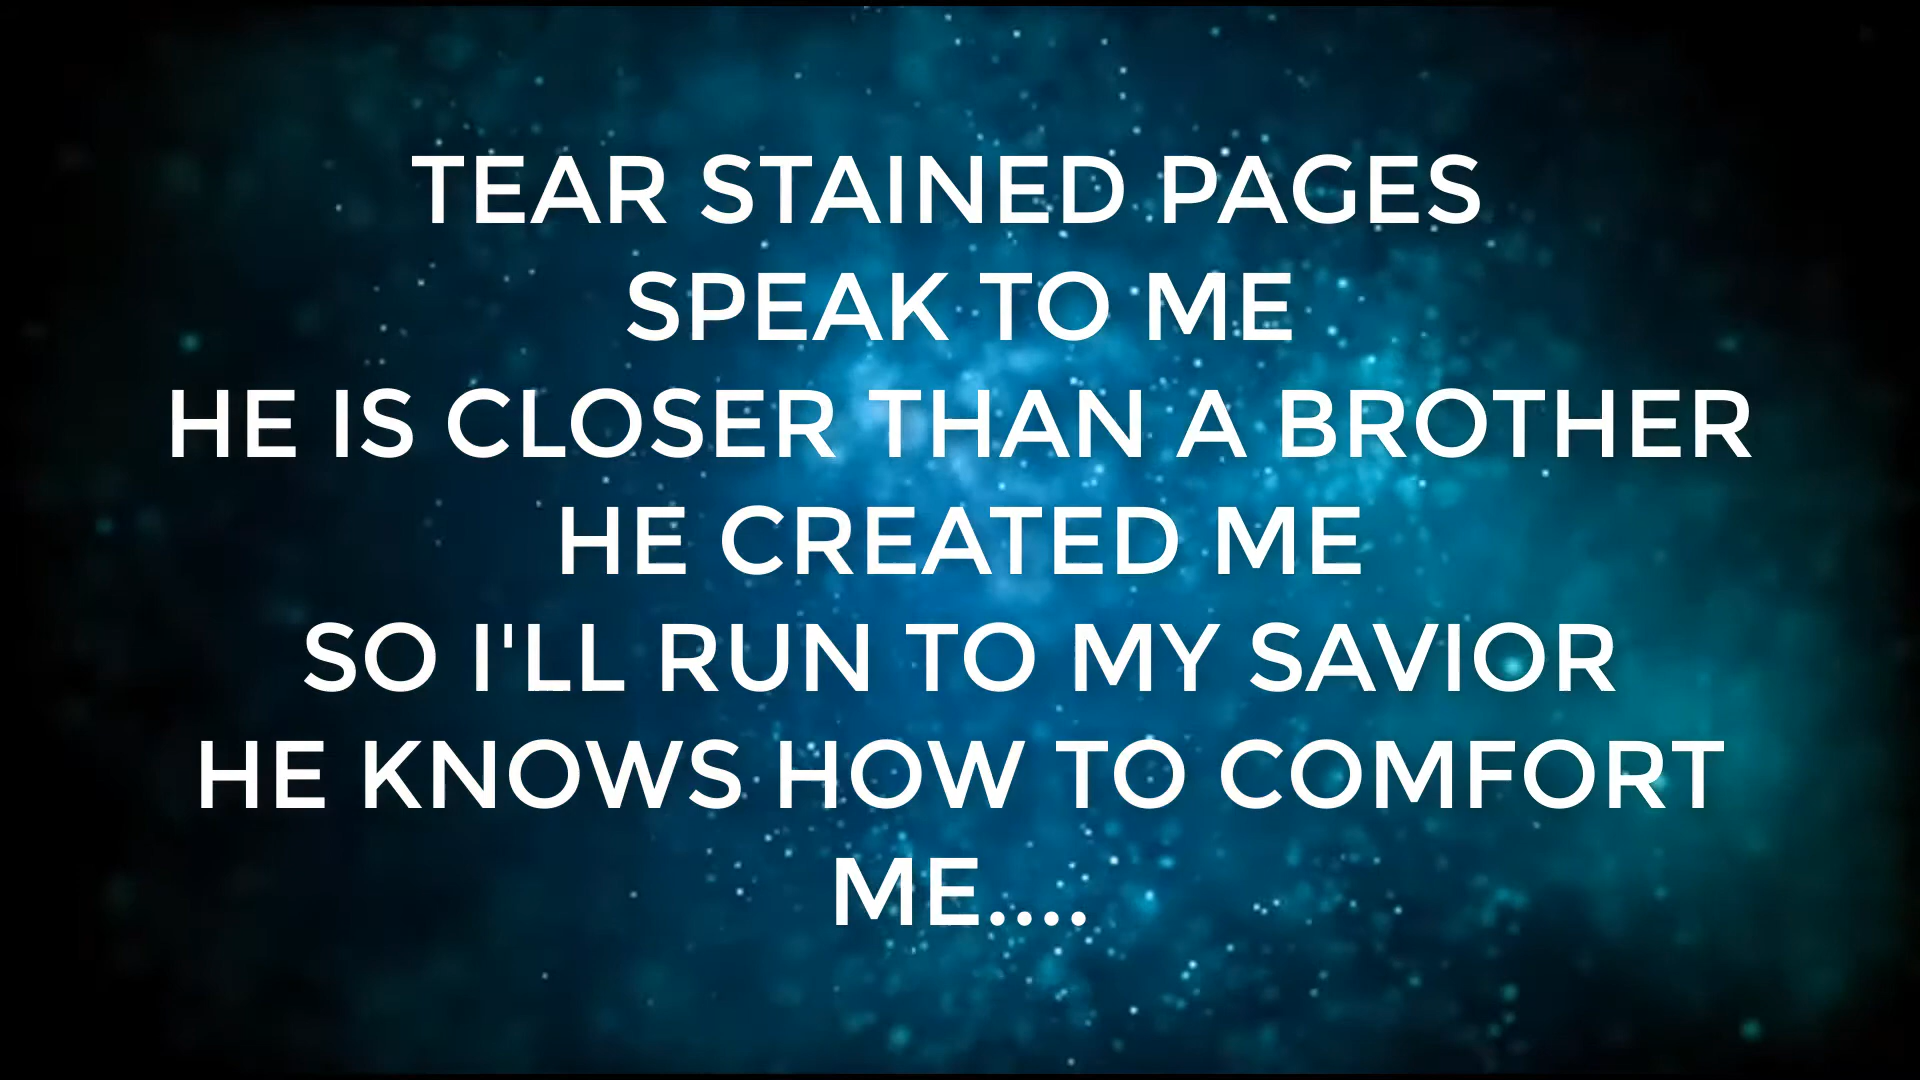 TEAR STAINED PAGES
SPEAK TO ME
HE IS CLOSER THAN A BROTHER
HE CREATED ME
SO I'LL RUN TO MY SAVIOR
HE KNOWS HOW TO COMFORT
ME....